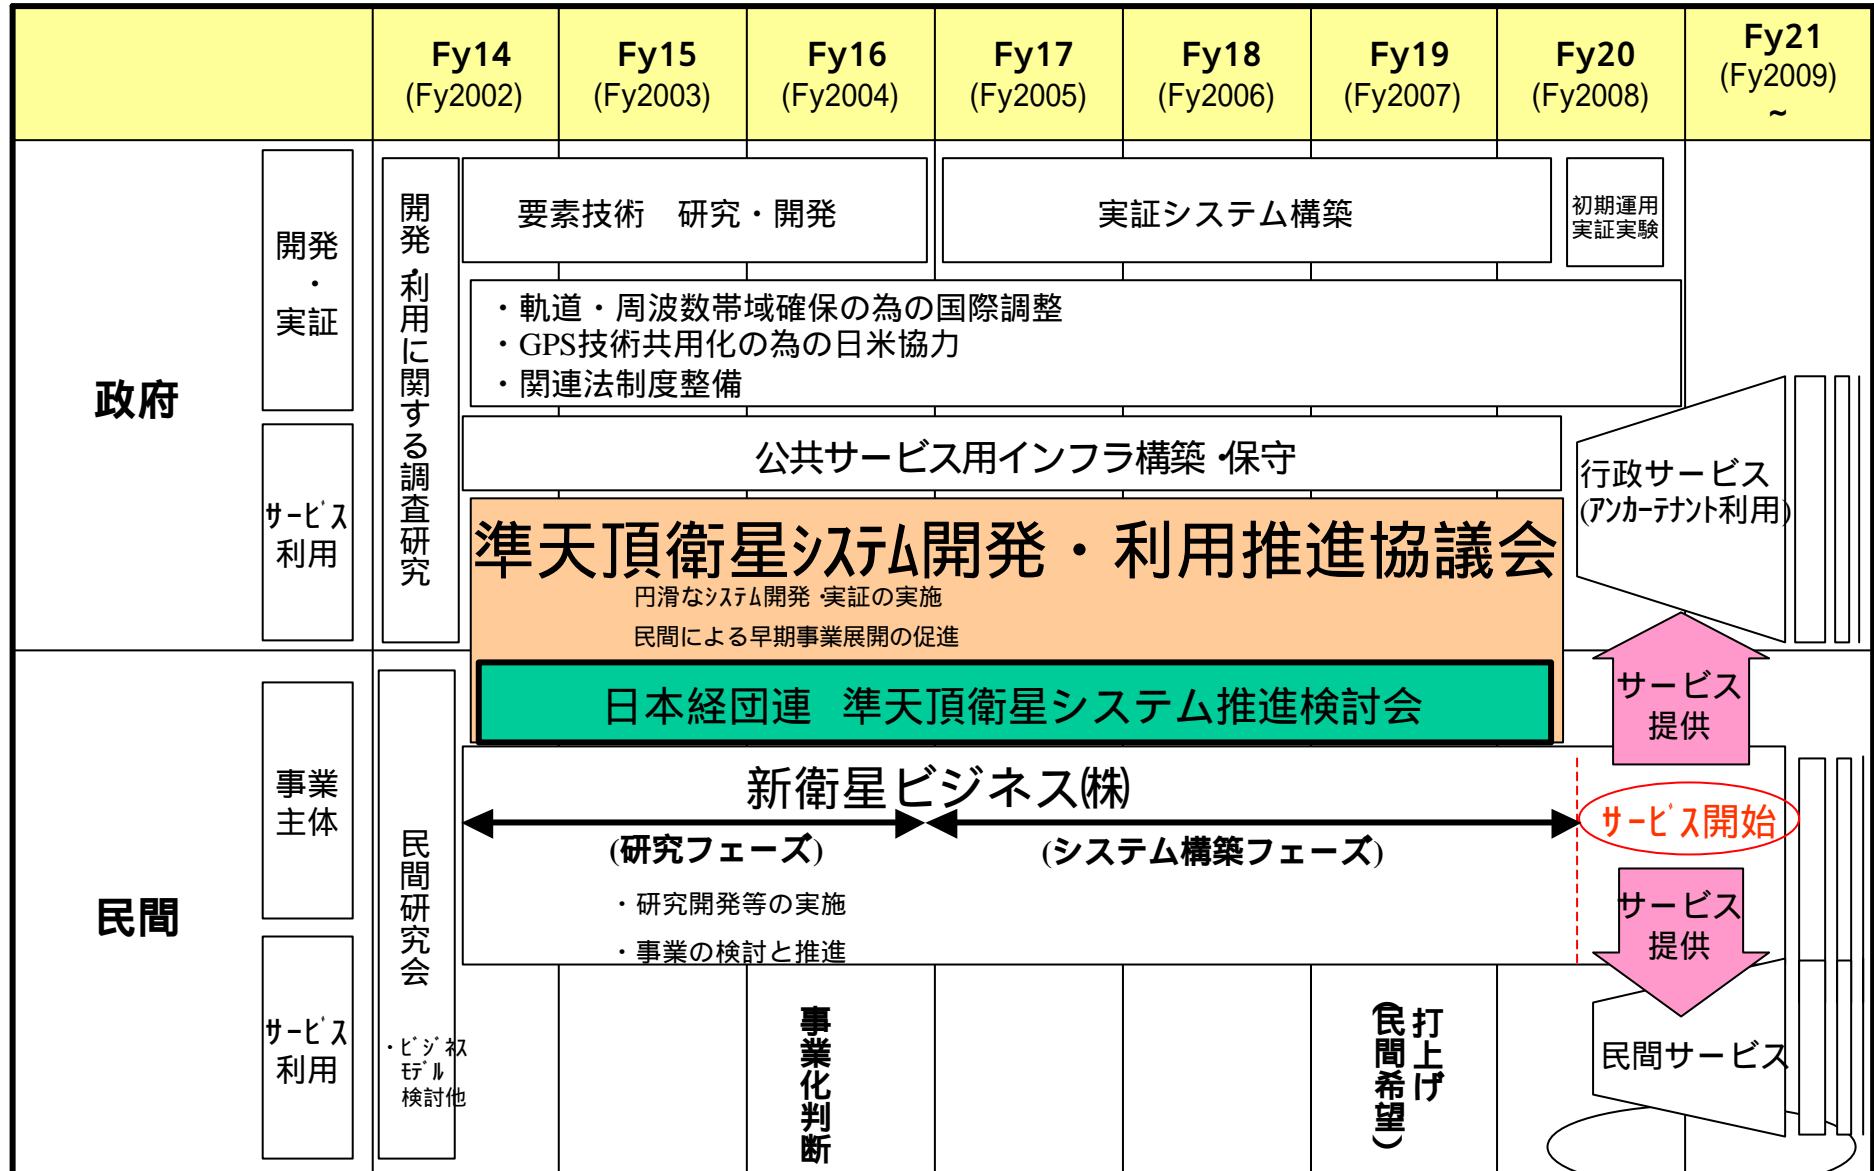 Fy14
(Fy2002)
Fy15
(Fy2003)
Fy16
(Fy2004)
Fy17
(Fy2005)
Fy18
(Fy2006)
Fy19
(Fy2007)
Fy20
(Fy2008)
Fy21
(Fy2009)
~
政府
開発
・
実証
サービス
利用
開発・利用に関する調査研究
要素技術 研究・開発
実証システム構築
初期運用
実証実験
・軌道・周波数帯域確保の為の国際調整
・GPS技術共用化の為の日米協力
・関連法制度整備
公共サービス用インフラ構築・保守
行政サービス
(アンカーテナント利用)
準天頂衛星システム開発・利用推進協議会
円滑なシステム開発・実証の実施
民間による早期事業展開の促進
日本経団連 準天頂衛星システム推進検討会
サービス
提供
民間
事業
主体
サービス
利用
民間研究会
・ビジネス
モデル
検討他
新衛星ビジネス(株)
(研究フェーズ)
(システム構築フェーズ)
・研究開発等の実施
・事業の検討と推進
サービス開始
サービス
提供
事業化判断
打上げ
(民間希望)
民間サービス